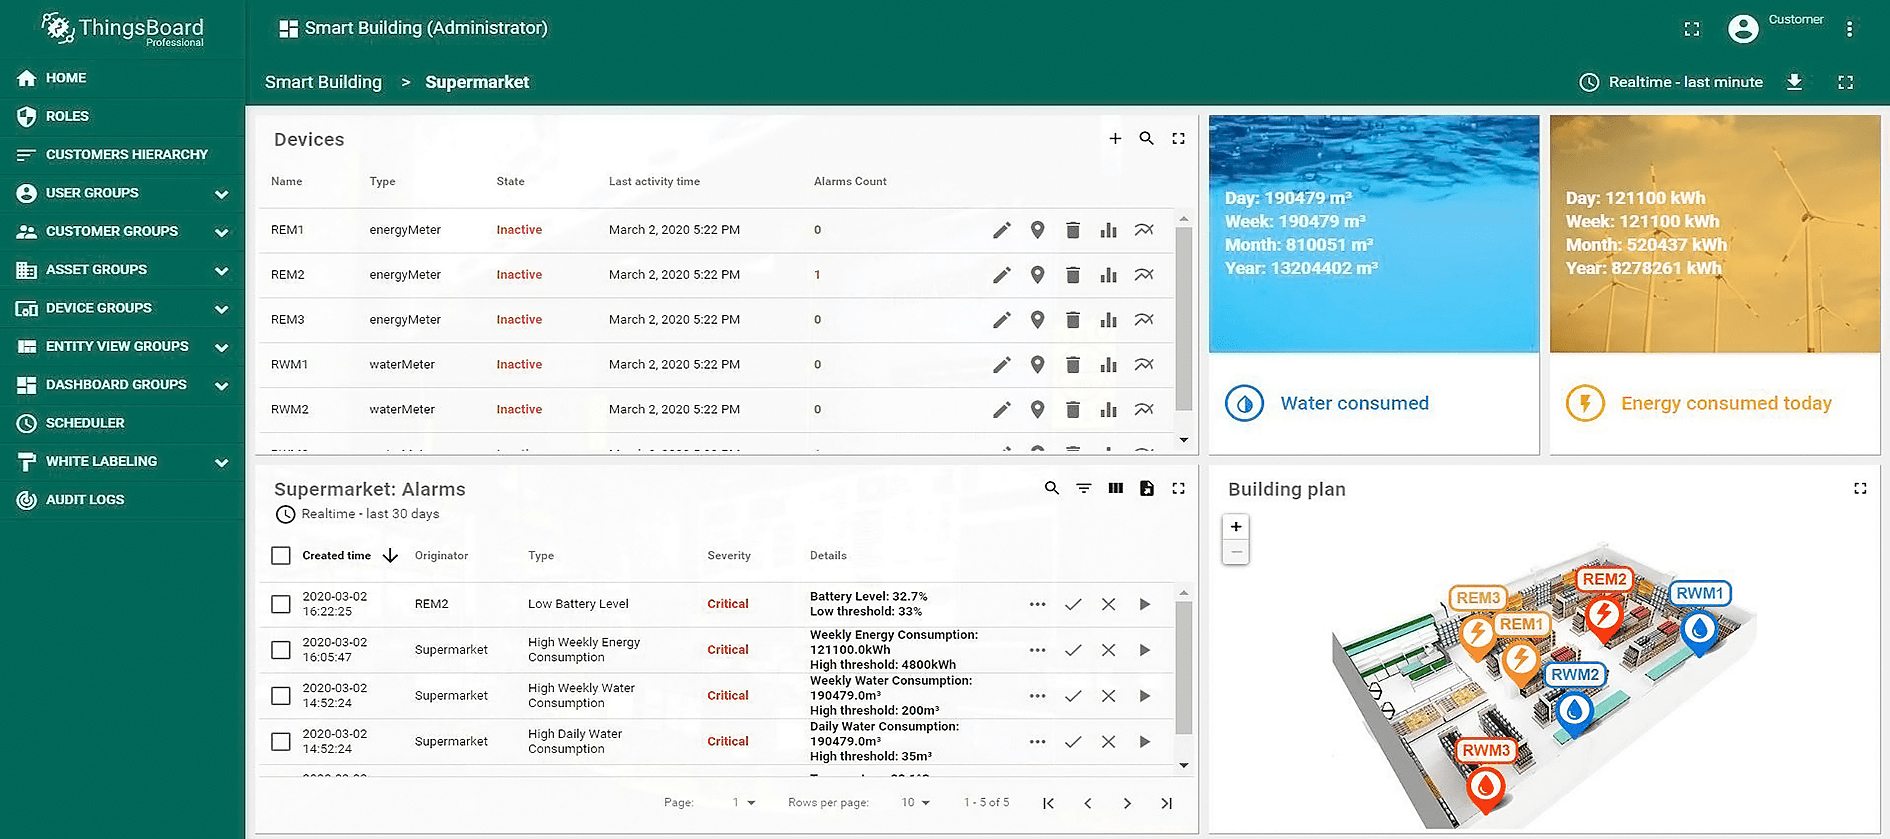 ThingsBoard
Professional
Smart Building (Administrator)
Customer
HOME
ROLES
CUSTOMERS HIERARCHY
USER GROUPS
CUSTOMER GROUPS
ASSET GROUPS
DEVICE GROUPS
ENTITY VIEW GROUPS
DASHBOARD GROUPS
SCHEDULER
WHITE LABELING
AUDIT LOGS
Smart Building > Supermarket
Realtime - last minute
Devices
Name Type State Last activity time Alarms Count
REM1 energyMeter Inactive March 2, 2020 5:22 PM 0
REM2 energyMeter Inactive March 2, 2020 5:22 PM 1
REM3 energyMeter Inactive March 2, 2020 5:22 PM 0
RWM1 waterMeter Inactive March 2, 2020 5:22 PM 0
RWM2 waterMeter Inactive March 2, 2020 5:22 PM 0
Day: 190479 m³
Week: 190479 m³
Month: 810051 m³
Year: 13204402 m³
Water consumed
Day: 121100 kWh
Week: 121100 kWh
Month: 520437 kWh
Year: 8278261 kWh
Energy consumed today
Supermarket: Alarms
Realtime - last 30 days
Created time Originator Type Severity Details
2020-03-02
16:22:25
REM2
Low Battery Level
Critical
Battery Level: 32.7%
Low threshold: 33%
2020-03-02
16:05:47
Supermarket
High Weekly Energy
Consumption
Critical
Weekly Energy Consumption:
121100.0kWh
High threshold: 4800kWh
2020-03-02
14:52:24
Supermarket
High Weekly Water
Consumption
Critical
Weekly Water Consumption:
190479.0m³
High threshold: 200m³
2020-03-02
14:52:24
Supermarket
High Daily Water
Consumption
Critical
Daily Water Consumption:
190479.0m³
High threshold: 35m³
Page: 1 Rows per page: 10 1 - 5 of 5
Building plan
+
−
REM3
REM2
RWM1
REM1
RWM2
RWM3